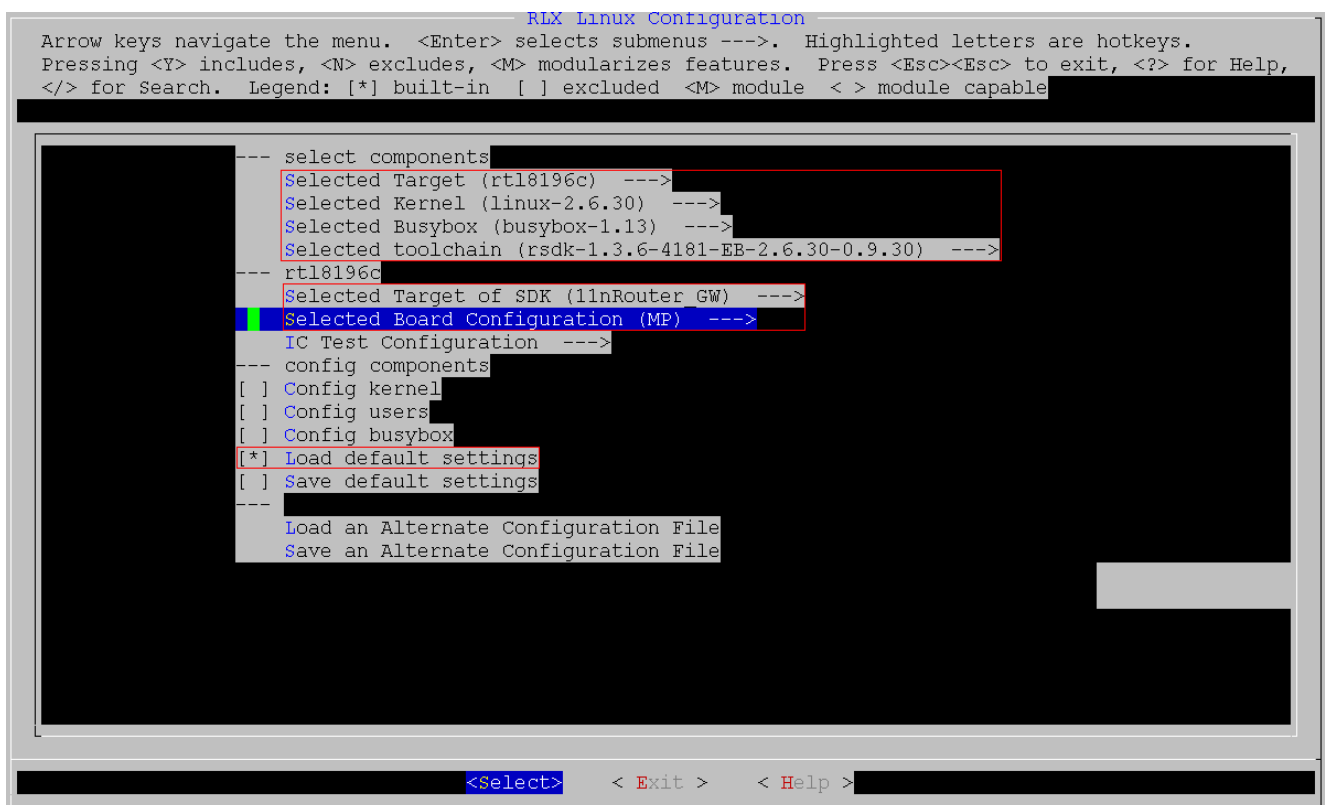 RLX Linux Configuration
Arrow keys navigate the menu.  <Enter> selects submenus --->.  Highlighted letters are hotkeys.
Pressing <Y> includes, <N> excludes, <M> modularizes features.  Press <Esc><Esc> to exit, <?> for Help,
</> for Search.  Legend: [*] built-in  [ ] excluded  <M> module  < > module capable
--- select components
Selected Target (rtl8196c)  --->
Selected Kernel (linux-2.6.30)  --->
Selected Busybox (busybox-1.13)  --->
Selected toolchain (rsdk-1.3.6-4181-EB-2.6.30-0.9.30)  --->
--- rtl8196c
Selected Target of SDK (11nRouter_GW)  --->
Selected Board Configuration (MP)  --->
IC Test Configuration  --->
--- config components
[ ] Config kernel
[ ] Config users
[ ] Config busybox
[*] Load default settings
[ ] Save default settings
---
Load an Alternate Configuration File
Save an Alternate Configuration File
<Select>    < Exit >    < Help >